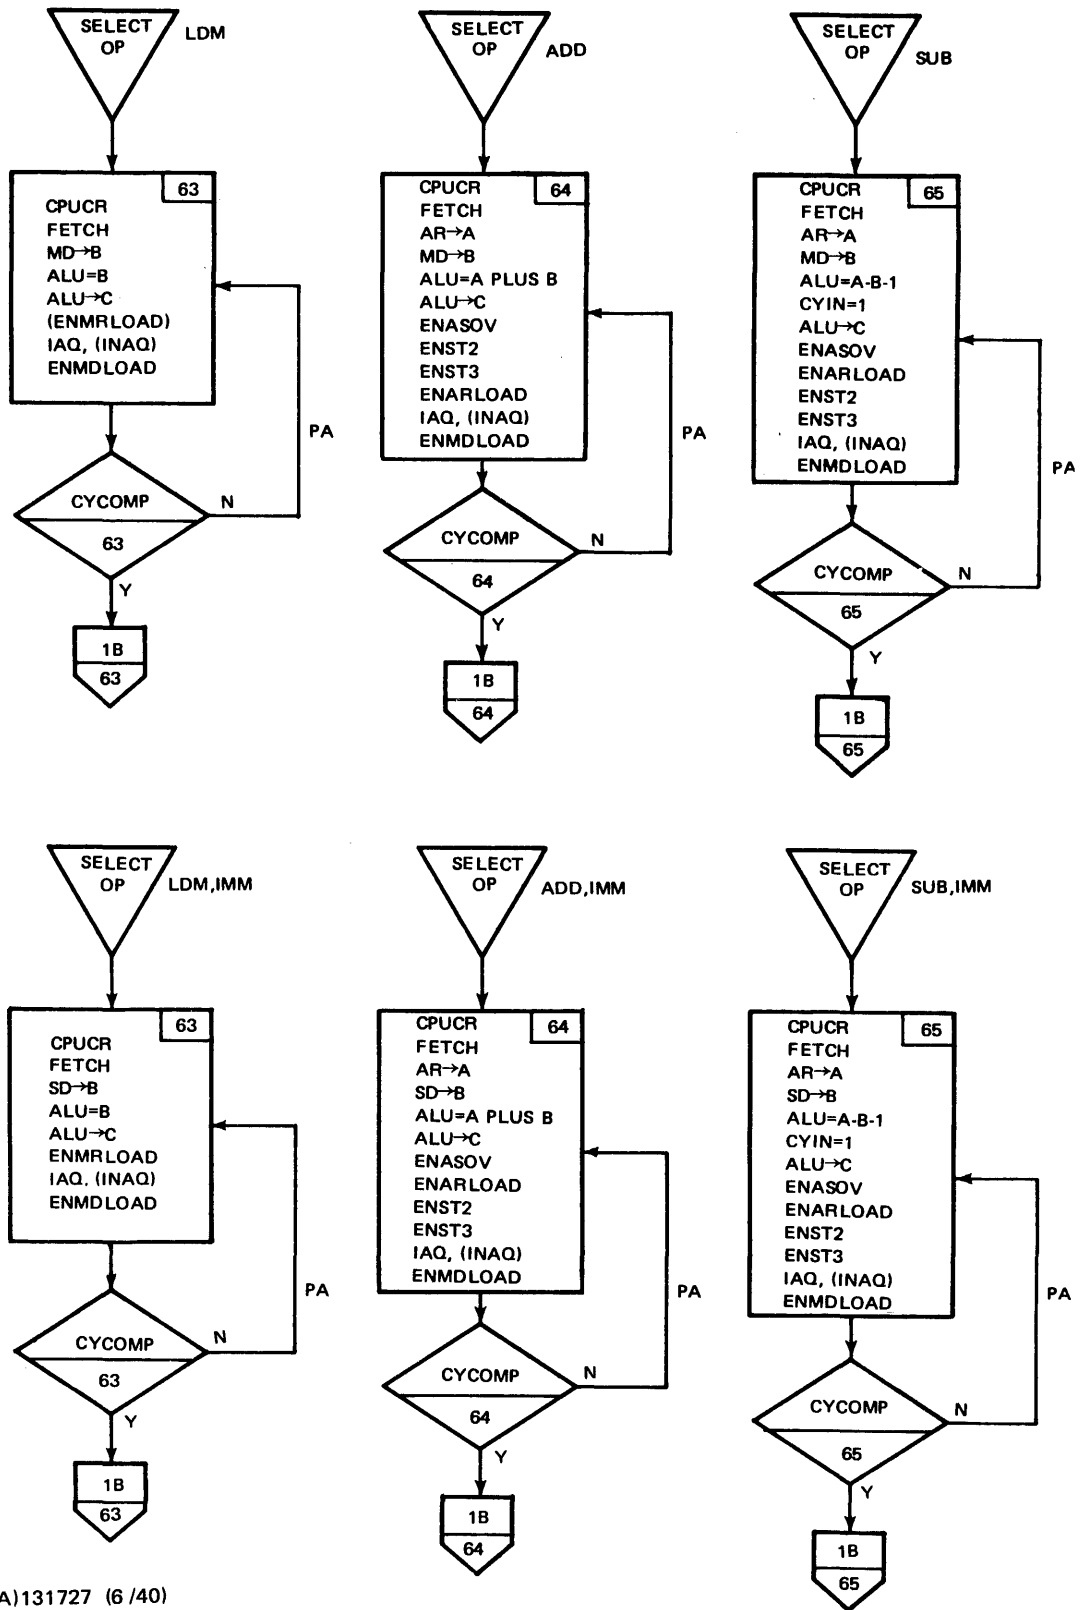 SELECT
OP
LDM
63
CPUCR
FETCH
MD→B
ALU=B
ALU→C
(ENMRLOAD)
IAQ, (INAQ)
ENMDLOAD
PA
CYCOMP
N
63
Y
1B
63
SELECT
OP
ADD
64
CPUCR
FETCH
AR→A
MD→B
ALU=A PLUS B
ALU→C
ENASOV
ENST2
ENST3
ENARLOAD
IAQ, (INAQ)
ENMDLOAD
PA
CYCOMP
N
64
Y
1B
64
SELECT
OP
SUB
65
CPUCR
FETCH
AR→A
MD→B
ALU=A-B-1
CYIN=1
ALU→C
ENASOV
ENARLOAD
ENST2
ENST3
IAQ, (INAQ)
ENMDLOAD
PA
CYCOMP
N
65
Y
1B
65
SELECT
OP
LDM,IMM
63
CPUCR
FETCH
SD→B
ALU=B
ALU→C
ENMRLOAD
IAQ, (INAQ)
ENMDLOAD
PA
CYCOMP
N
63
Y
1B
63
SELECT
OP
ADD,IMM
64
CPUCR
FETCH
AR→A
SD→B
ALU=A PLUS B
ALU→C
ENASOV
ENARLOAD
ENST2
ENST3
IAQ, (INAQ)
ENMDLOAD
PA
CYCOMP
N
64
Y
1B
64
SELECT
OP
SUB,IMM
65
CPUCR
FETCH
AR→A
SD→B
ALU=A-B-1
CYIN=1
ALU→C
ENASOV
ENARLOAD
ENST2
ENST3
IAQ, (INAQ)
ENMDLOAD
PA
CYCOMP
N
65
Y
1B
65
A)131727 (6/40)